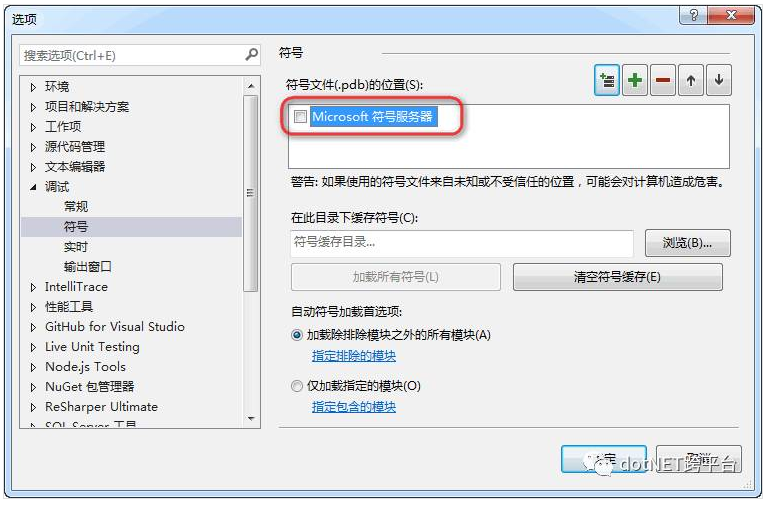 选项
搜索选项(Ctrl+E)
环境
项目和解决方案
工作项
源代码管理
文本编辑器
调试
常规
符号
实时
输出窗口
IntelliTrace
性能工具
GitHub for Visual Studio
Live Unit Testing
Node.js Tools
NuGet 包管理器
ReSharper Ultimate
SQL Server 工具
符号
符号文件(.pdb)的位置(S):
Microsoft 符号服务器
警告: 如果使用的符号文件来自未知或不受信任的位置，可能会对计算机造成危害。
在此目录下缓存符号(C):
符号缓存目录...
浏览(B)...
加载所有符号(L)
清空符号缓存(E)
自动符号加载首选项:
加载除排除模块之外的所有模块(A)
指定排除的模块
仅加载指定的模块(O)
指定包含的模块
dotNET跨平台